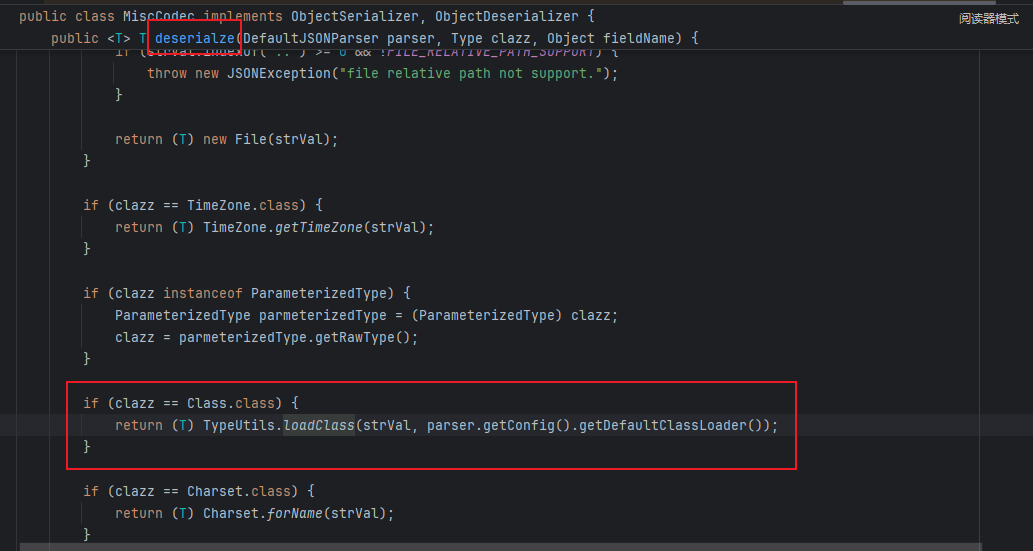 public class MiscCodec implements ObjectSerializer, ObjectDeserializer {
阅读器模式
public <T> T deserialze(DefaultJSONParser parser, Type clazz, Object fieldName) {
if (strVal.indexOf("..") >= 0 && !FILE_RELATIVE_PATH_SUPPORT) {
throw new JSONException("file relative path not support.");
}
return (T) new File(strVal);
}
if (clazz == TimeZone.class) {
return (T) TimeZone.getTimeZone(strVal);
}
if (clazz instanceof ParameterizedType) {
ParameterizedType parmeterizedType = (ParameterizedType) clazz;
clazz = parmeterizedType.getRawType();
}
if (clazz == Class.class) {
return (T) TypeUtils.loadClass(strVal, parser.getConfig().getDefaultClassLoader());
}
if (clazz == Charset.class) {
return (T) Charset.forName(strVal);
}